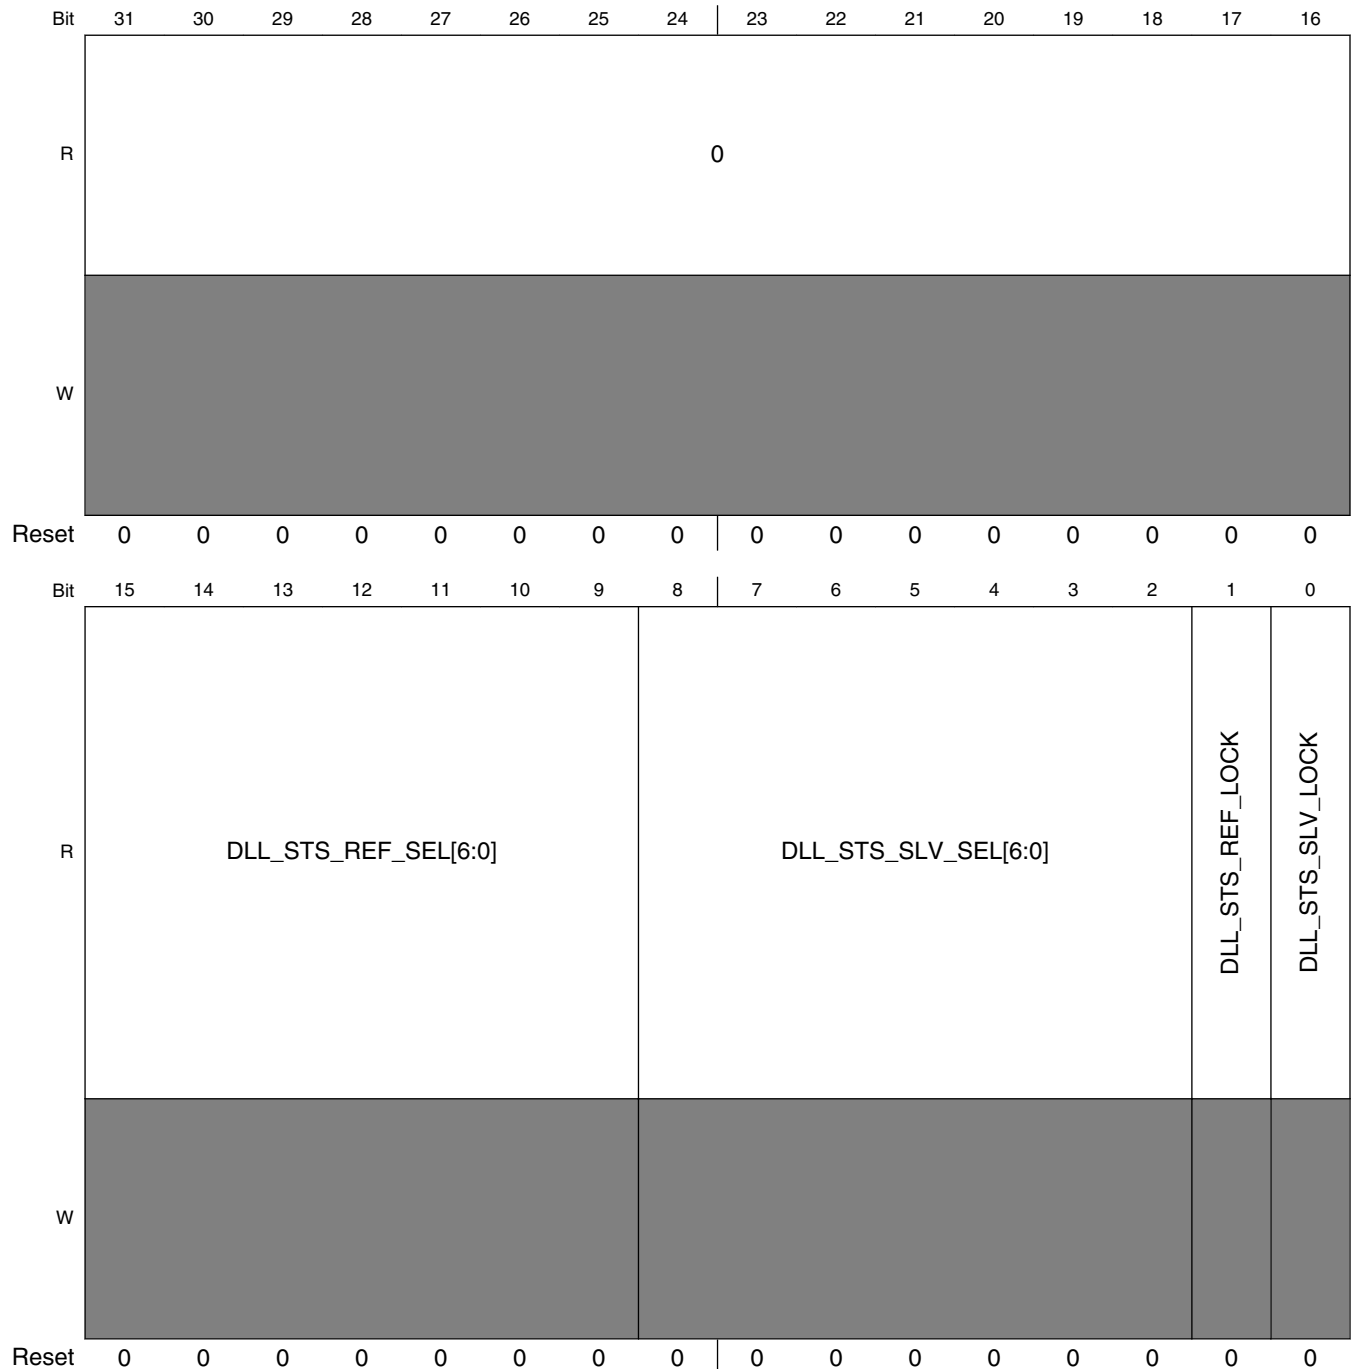 Bit 31 30 29 28 27 26 25 24 23 22 21 20 19 18 17 16
R 0
W
Reset 0 0 0 0 0 0 0 0 0 0 0 0 0 0 0 0
Bit 15 14 13 12 11 10 9 8 7 6 5 4 3 2 1 0
R DLL_STS_REF_SEL[6:0] DLL_STS_SLV_SEL[6:0] DLL_STS_REF_LOCK DLL_STS_SLV_LOCK
W
Reset 0 0 0 0 0 0 0 0 0 0 0 0 0 0 0 0